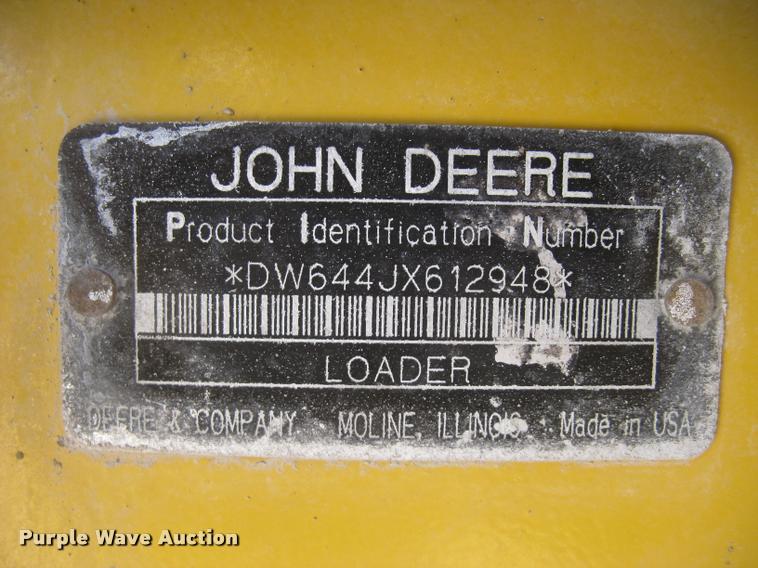 JOHN DEERE
Product Identification Number
*DW644JX612948*
LOADER
DEERE & COMPANY MOLINE, ILLINOIS Made in USA
Purple Wave Auction